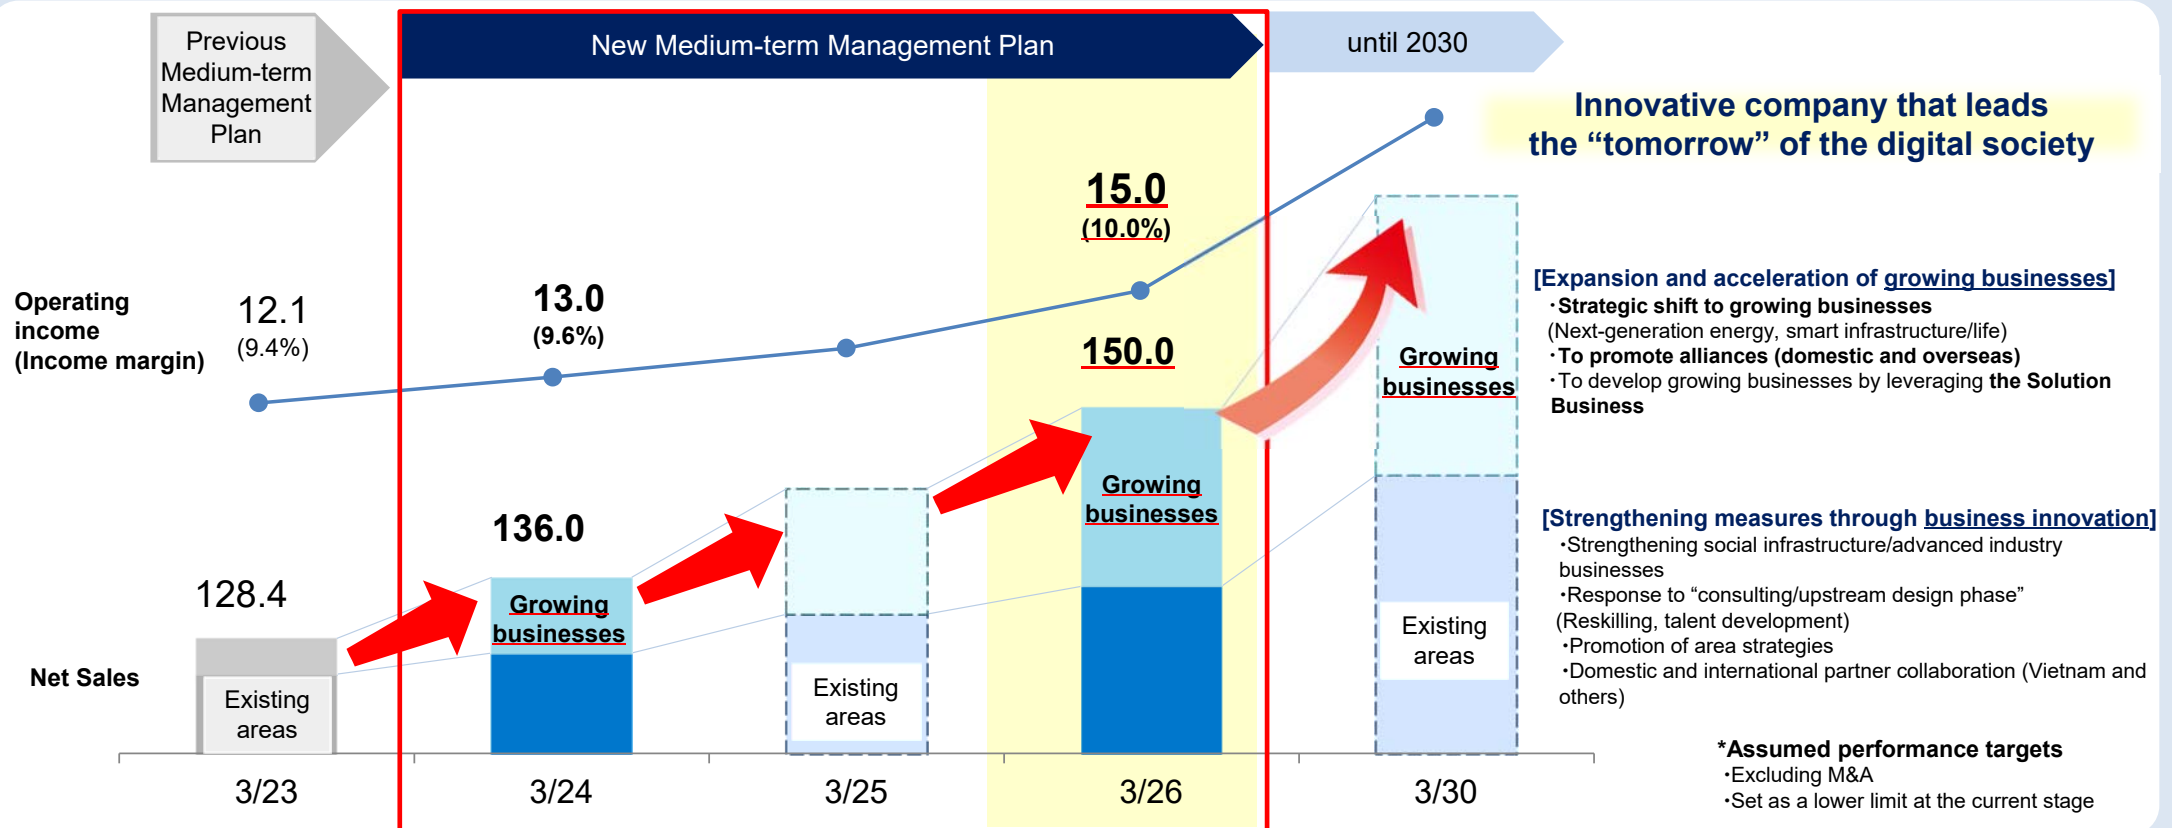 Previous
Medium-term
Management
Plan
New Medium-term Management Plan
until 2030
Innovative company that leads
the “tomorrow” of the digital society
Operating
income
(Income margin)
12.1
(9.4%)
13.0
(9.6%)
15.0
(10.0%)
150.0
136.0
128.4
Net Sales
Existing
areas
Growing
businesses
Existing
areas
Growing
businesses
Growing
businesses
Existing
areas
[Expansion and acceleration of growing businesses]
・Strategic shift to growing businesses
(Next-generation energy, smart infrastructure/life)
・To promote alliances (domestic and overseas)
・To develop growing businesses by leveraging the Solution
Business
[Strengthening measures through business innovation]
・Strengthening social infrastructure/advanced industry
businesses
・Response to “consulting/upstream design phase”
(Reskilling, talent development)
・Promotion of area strategies
・Domestic and international partner collaboration (Vietnam and
others)
*Assumed performance targets
・Excluding M&A
・Set as a lower limit at the current stage
3/23
3/24
3/25
3/26
3/30